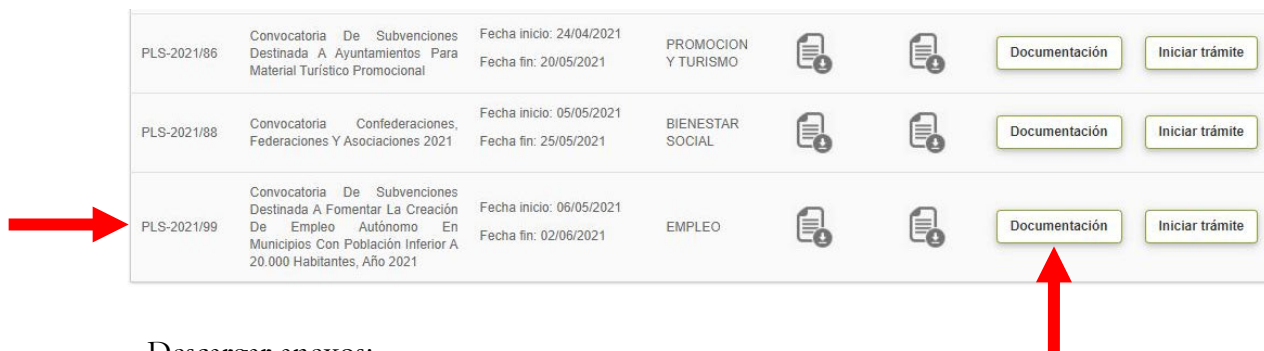 PLS-2021/86
Convocatoria De Subvenciones
Destinada A Ayuntamientos Para
Material Turístico Promocional
Fecha inicio: 24/04/2021
Fecha fin: 20/05/2021
PROMOCION
Y TURISMO
Documentación
Iniciar trámite
PLS-2021/88
Convocatoria Confederaciones,
Federaciones Y Asociaciones 2021
Fecha inicio: 05/05/2021
Fecha fin: 25/05/2021
BIENESTAR
SOCIAL
Documentación
Iniciar trámite
PLS-2021/99
Convocatoria De Subvenciones
Destinada A Fomentar La Creación
De Empleo Autónomo En
Municipios Con Población Inferior A
20.000 Habitantes, Año 2021
Fecha inicio: 06/05/2021
Fecha fin: 02/06/2021
EMPLEO
Documentación
Iniciar trámite
Descargar anexos: